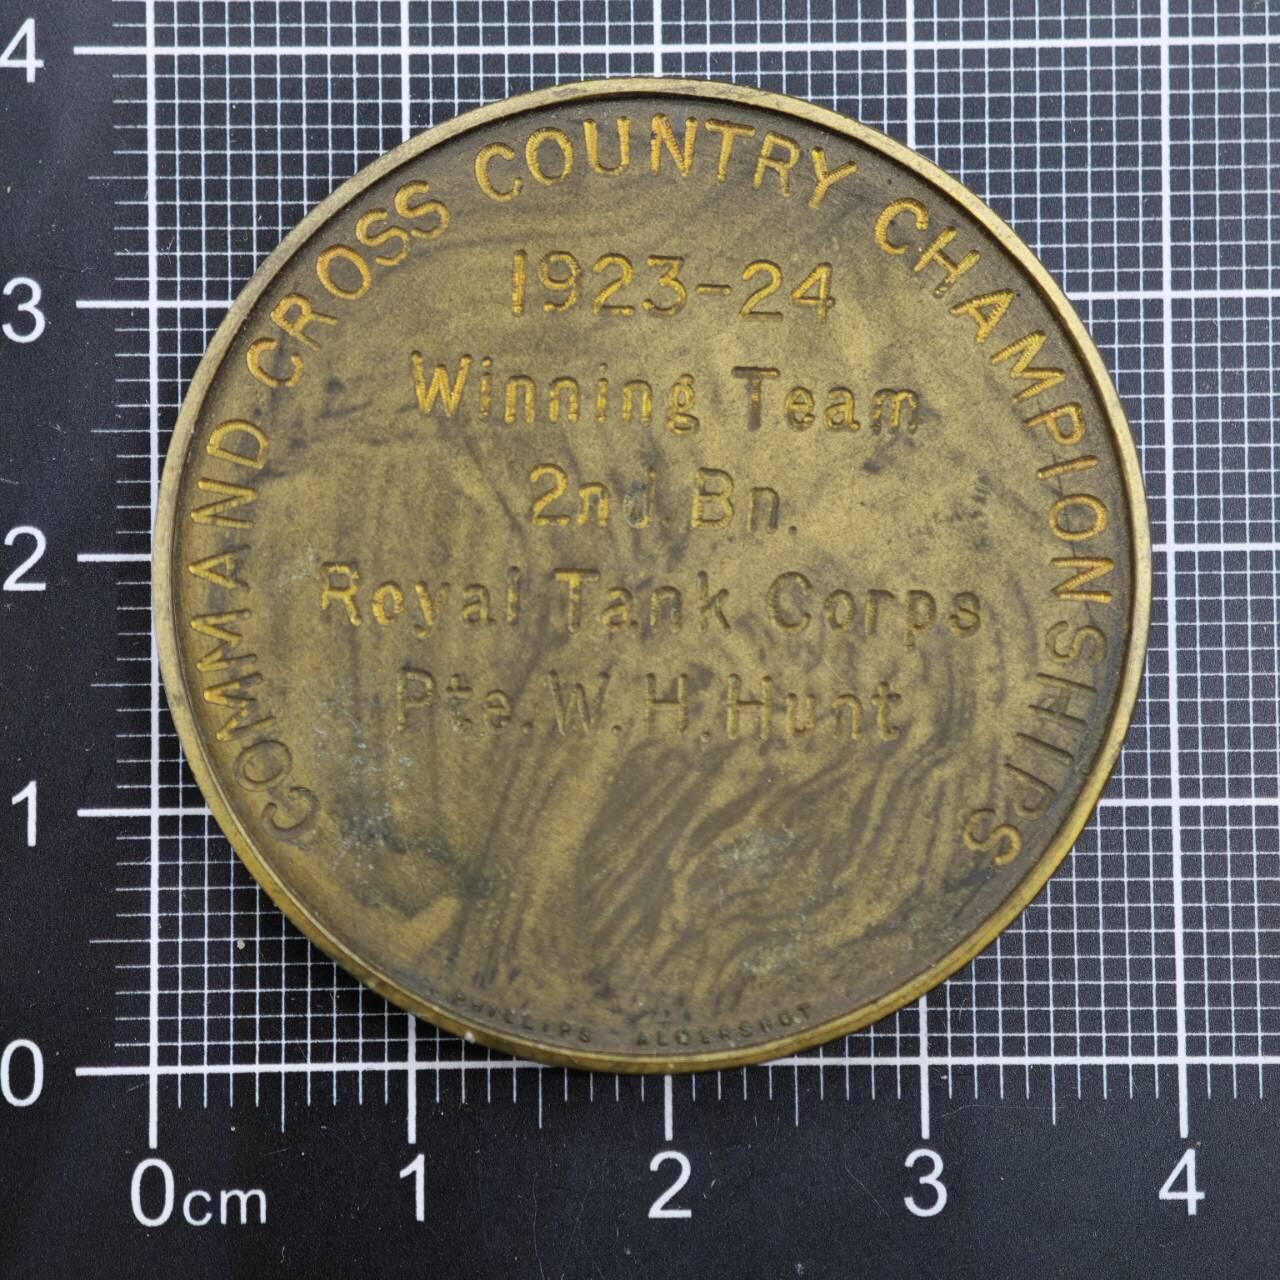 COMMAND CROSS COUNTRY CHAMPIONSHIPS
1923-24
Winning Team
2nd.Bn.
Royal Tank Corps
Pte.W.H.Hunt
PHILLIPS ALDERSHOT
4
3
2
1
0
0cm 1 2 3 4